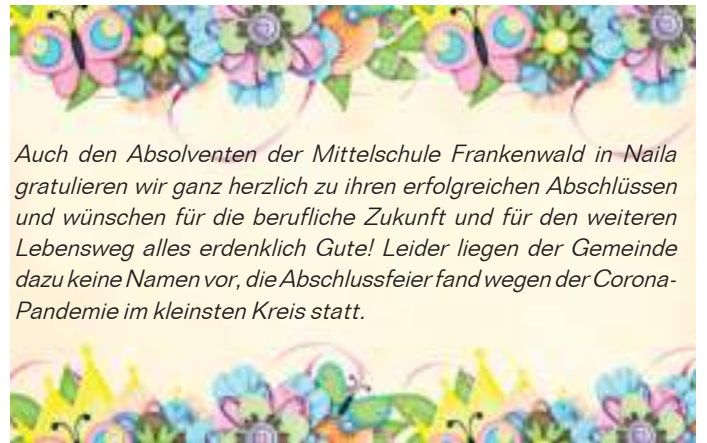 Auch den Absolventen der Mittelschule Frankenwald in Naila
gratulieren wir ganz herzlich zu ihren erfolgreichen Abschlüssen
und wünschen für die berufliche Zukunft und für den weiteren
Lebensweg alles erdenklich Gute! Leider liegen der Gemeinde
dazu keine Namen vor, die Abschlussfeier fand wegen der Corona-
Pandemie im kleinsten Kreis statt.